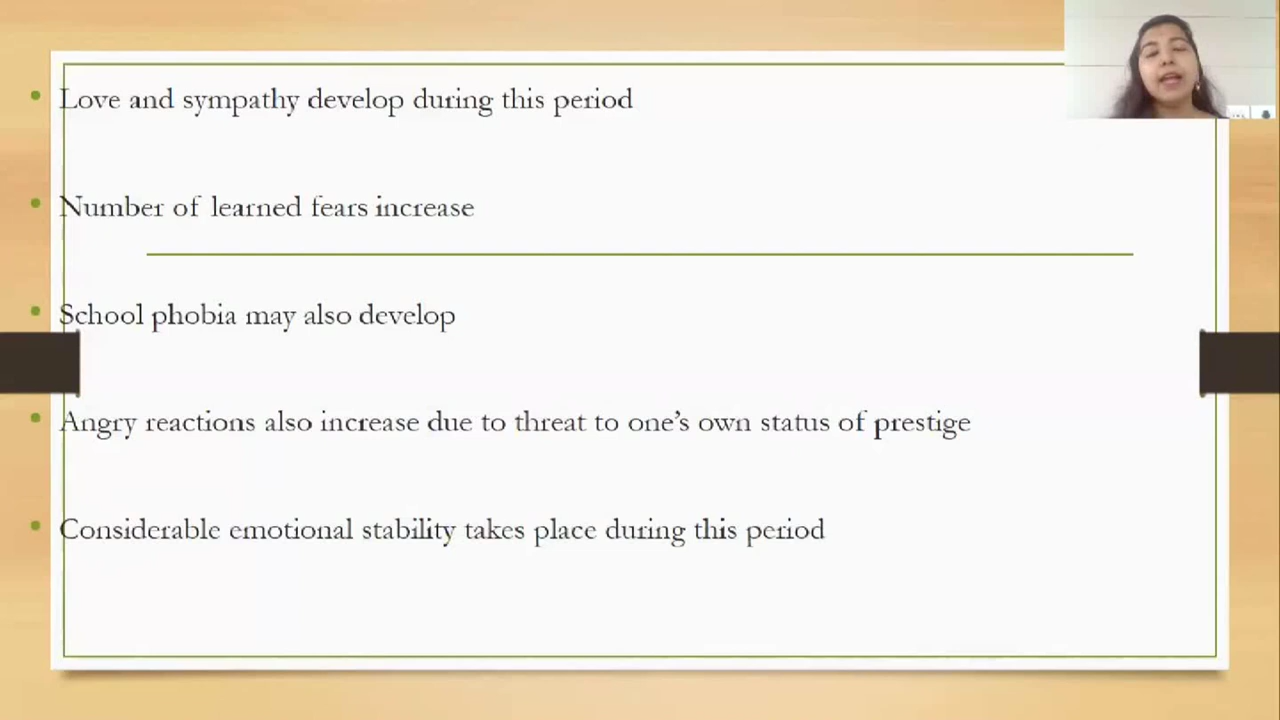 Love and sympathy develop during this period
Number of learned fears increase
School phobia may also develop
Angry reactions also increase due to threat to one’s own status of prestige
Considerable emotional stability takes place during this period